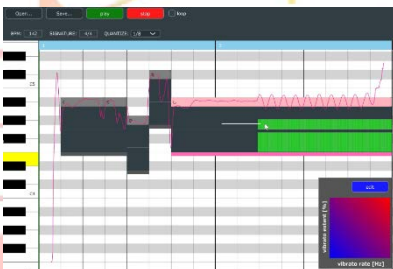 Open... Save... play stop loop
BPM: 142 SIGNATURE: 4/4 QUANTIZE: 1/8
C5
C4
edit
vibrato extent [%]
vibrato rate [Hz]